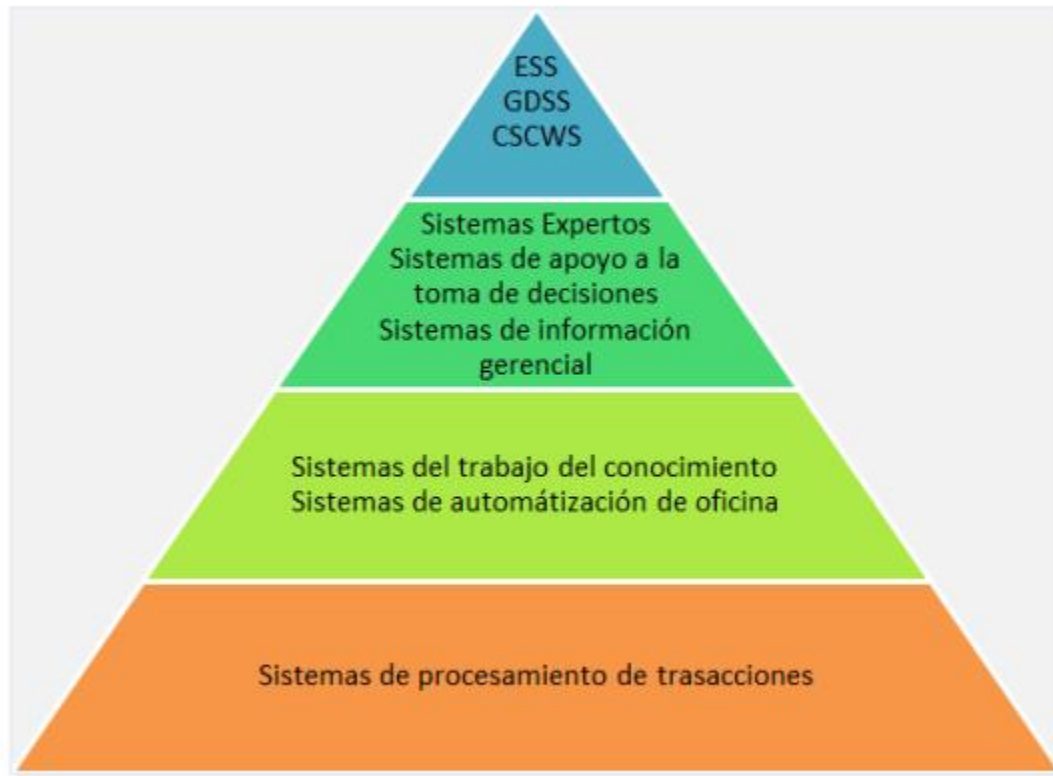 ESS
GDSS
CSCWS
Sistemas Expertos
Sistemas de apoyo a la
toma de decisiones
Sistemas de información
gerencial
Sistemas del trabajo del conocimiento
Sistemas de automátización de oficina
Sistemas de procesamiento de trasacciones